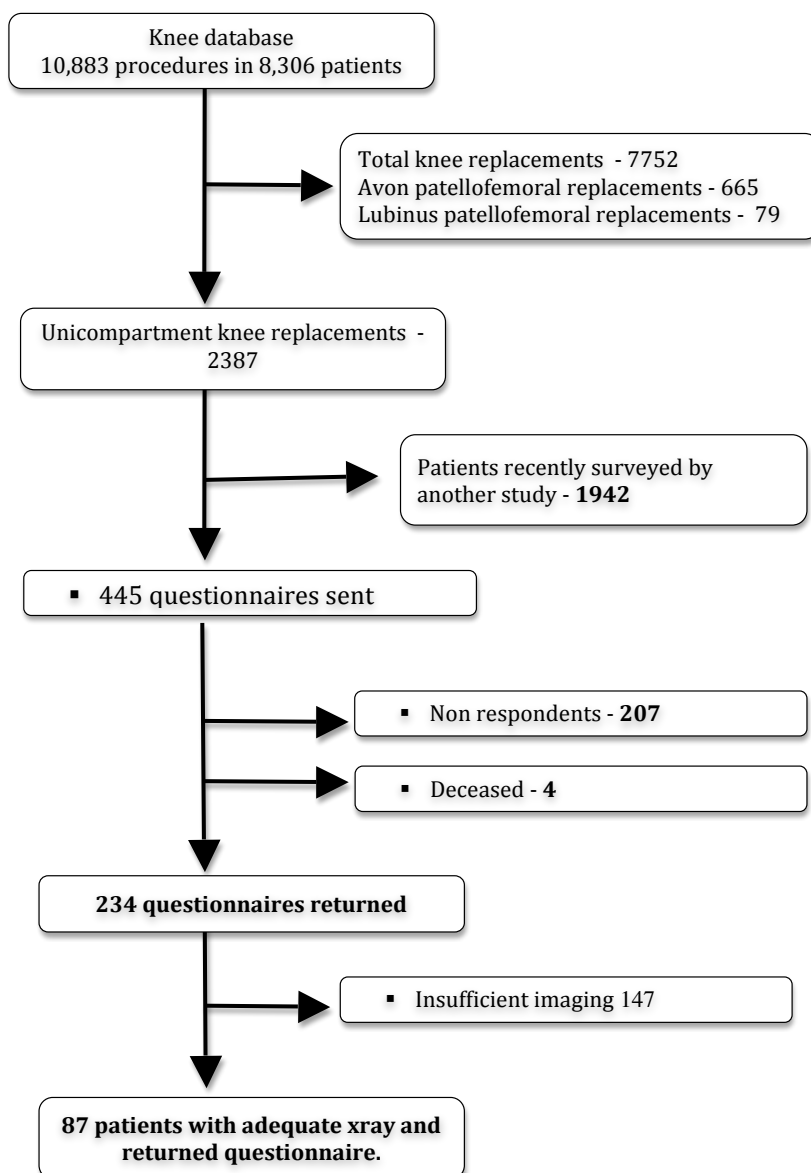 Knee database
10,883 procedures in 8,306 patients
Total knee replacements - 7752
Avon patellofemoral replacements - 665
Lubinus patellofemoral replacements - 79
Unicompartment knee replacements -
2387
Patients recently surveyed by
another study - 1942
▪ 445 questionnaires sent
▪ Non respondents - 207
▪ Deceased - 4
234 questionnaires returned
▪ Insufficient imaging 147
87 patients with adequate xray and
returned questionnaire.